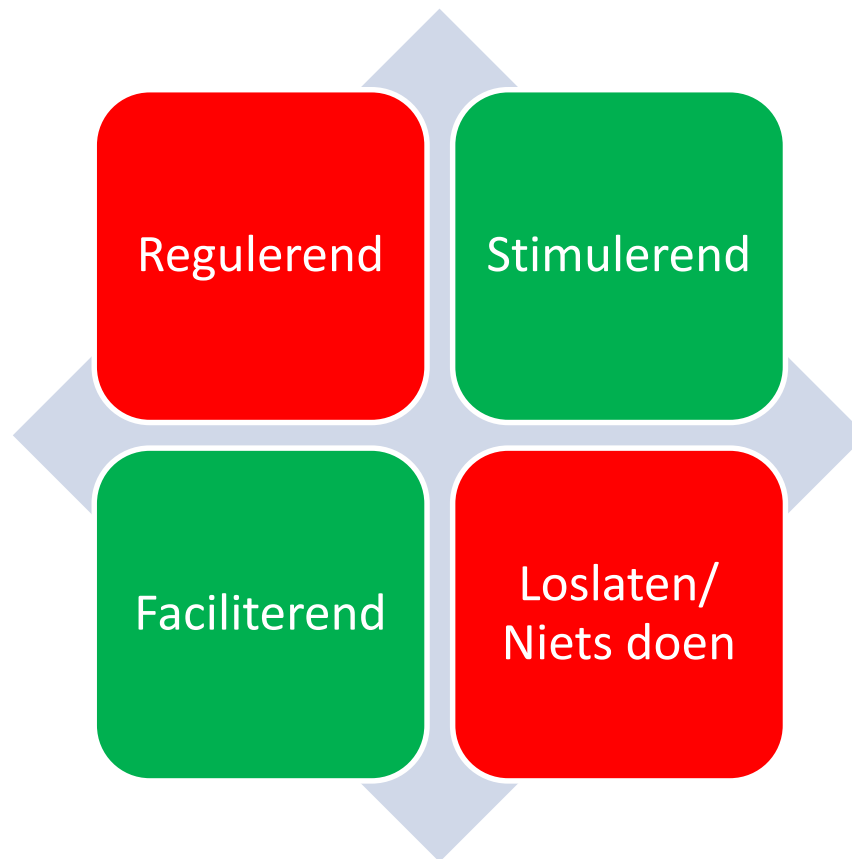 Regulerend
Stimulerend
Faciliterend
Loslaten/
Niets doen